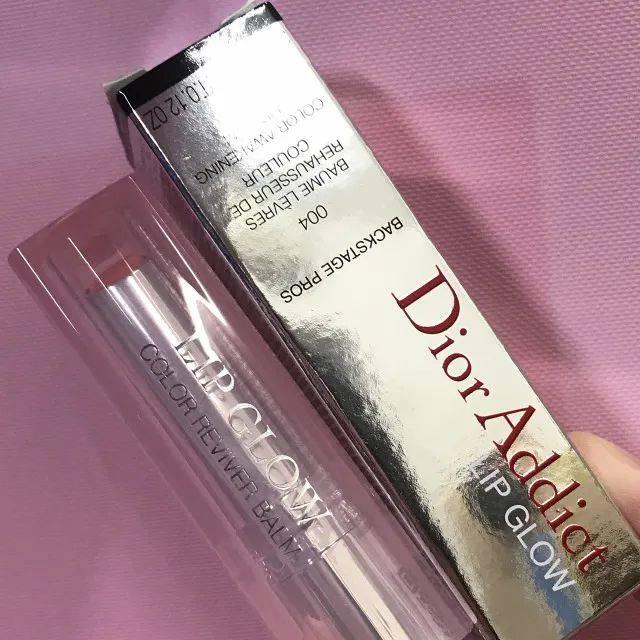 Dior Addict
LIP GLOW
BACKSTAGE PROS
004
BAUME LEVRES
REHAUSSEUR DE
COULEUR
COLOR AWAKENING
0.12 OZ
LIP GLOW
COLOR REVIVER BALM